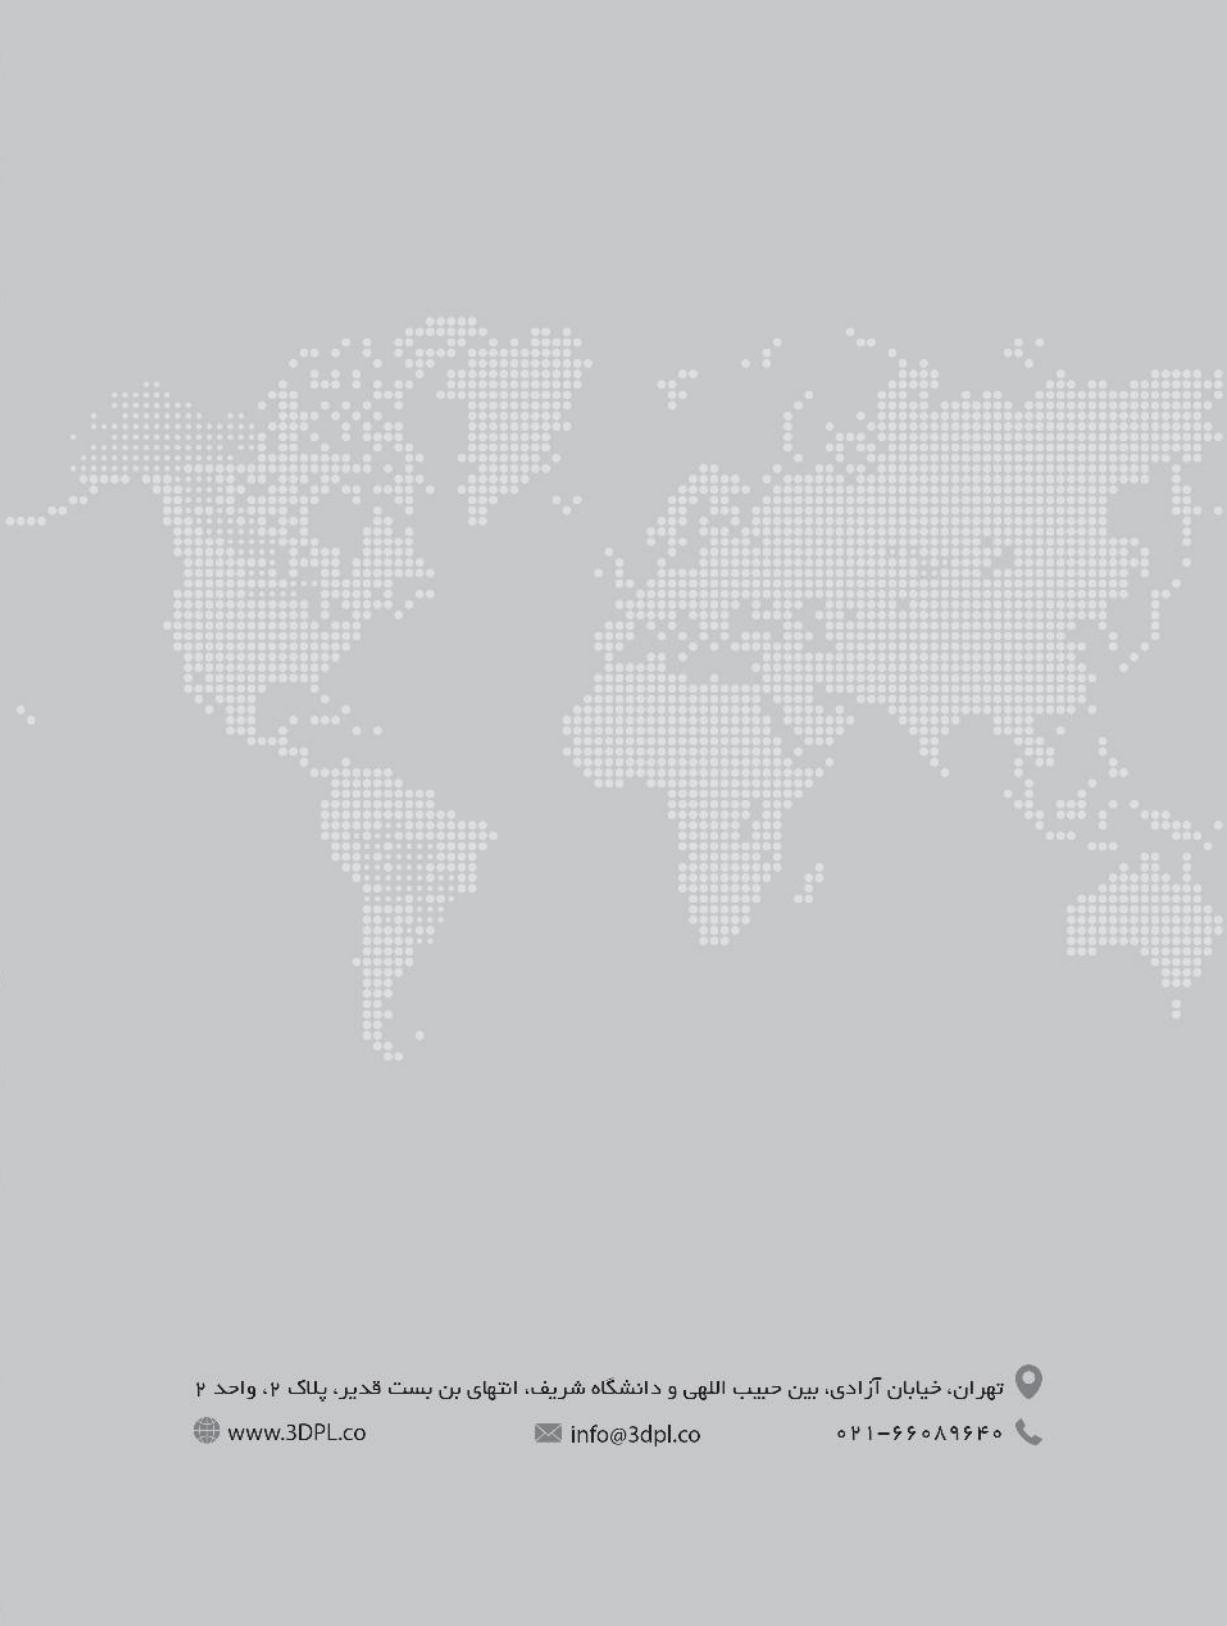 تهران، خیابان آزادی، بین حبیب اللهی و دانشگاه شریف، انتهای بن بست قدیر، پلاک ۲، واحد ۲
۰۲۱-۶۶۰۸۹۶۴۰ info@3dpl.co www.3DPL.co